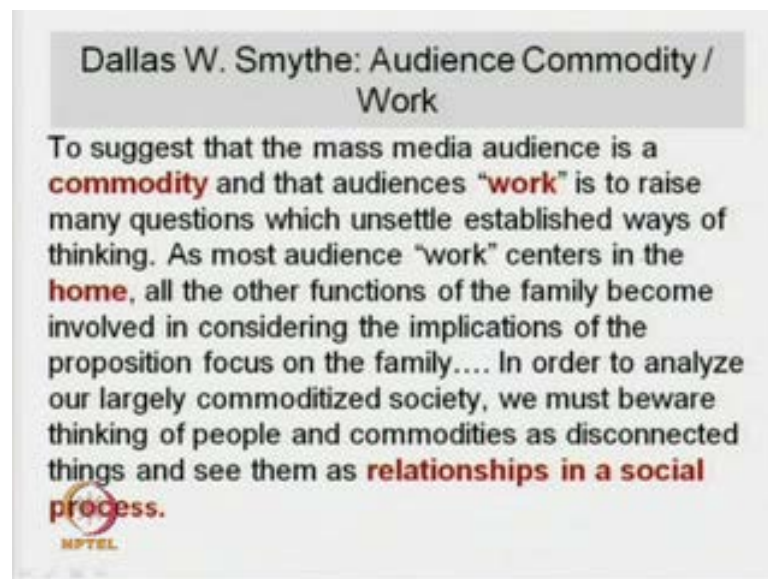 Dallas W. Smythe: Audience Commodity /
Work
To suggest that the mass media audience is a
commodity and that audiences “work” is to raise
many questions which unsettle established ways of
thinking. As most audience “work” centers in the
home, all the other functions of the family become
involved in considering the implications of the
proposition focus on the family.... In order to analyze
our largely commoditized society, we must beware
thinking of people and commodities as disconnected
things and see them as relationships in a social
process.
NPTEL